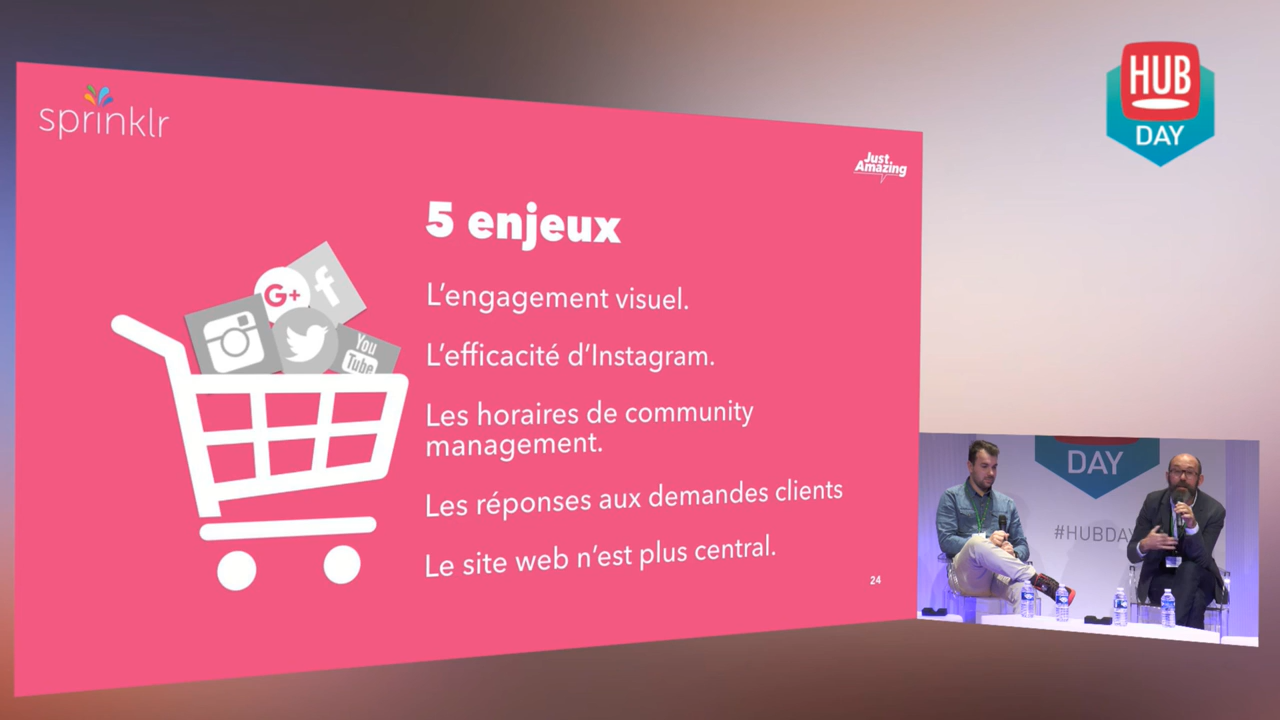 sprinklr
HUB
DAY
Just
Amazing
5 enjeux
G+
f
You
Tube
L'engagement visuel.
L'efficacité d'Instagram.
Les horaires de community
management.
Les réponses aux demandes clients
Le site web n'est plus central.
24
DAY
#HUBDAY